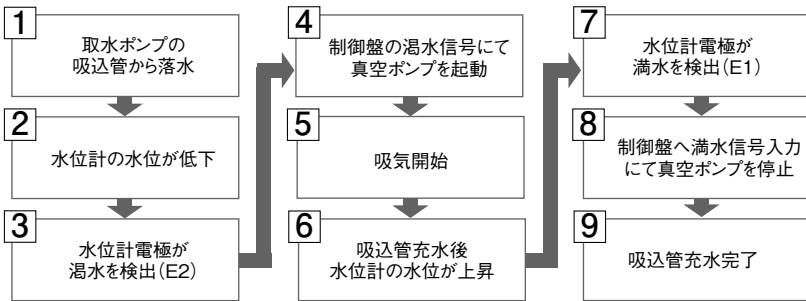 1
取水ポンプの
吸込管から落水
2
水位計の水位が低下
3
水位計電極が
渇水を検出(E2)
4
制御盤の渇水信号にて
真空ポンプを起動
5
吸気開始
6
吸込管充水後
水位計の水位が上昇
7
水位計電極が
満水を検出(E1)
8
制御盤へ満水信号入力
にて真空ポンプを停止
9
吸込管充水完了